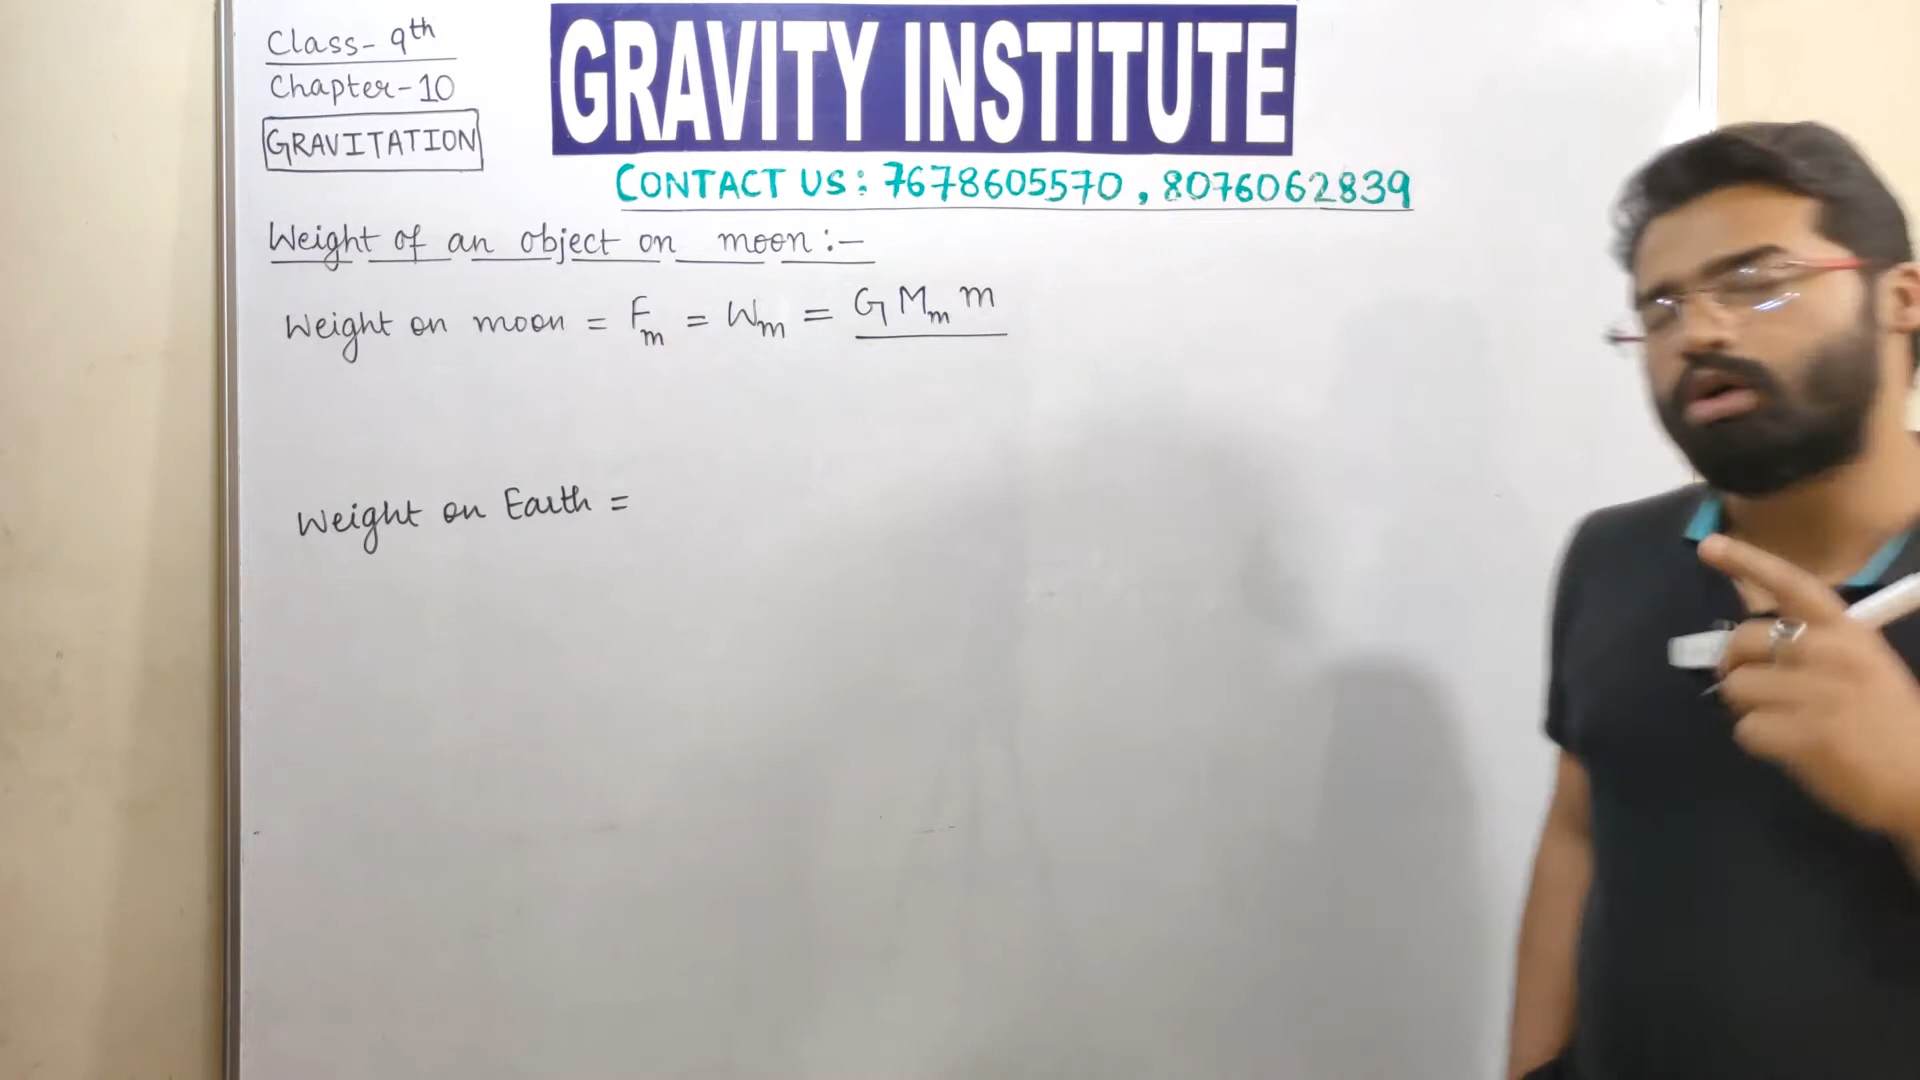 Class- 9th
Chapter-10
GRAVITATION
GRAVITY INSTITUTE
CONTACT US: 7678605570, 8076062839
Weight of an object on moon :-
Weight on moon = Fm = Wm = G Mm m
Weight on Earth =